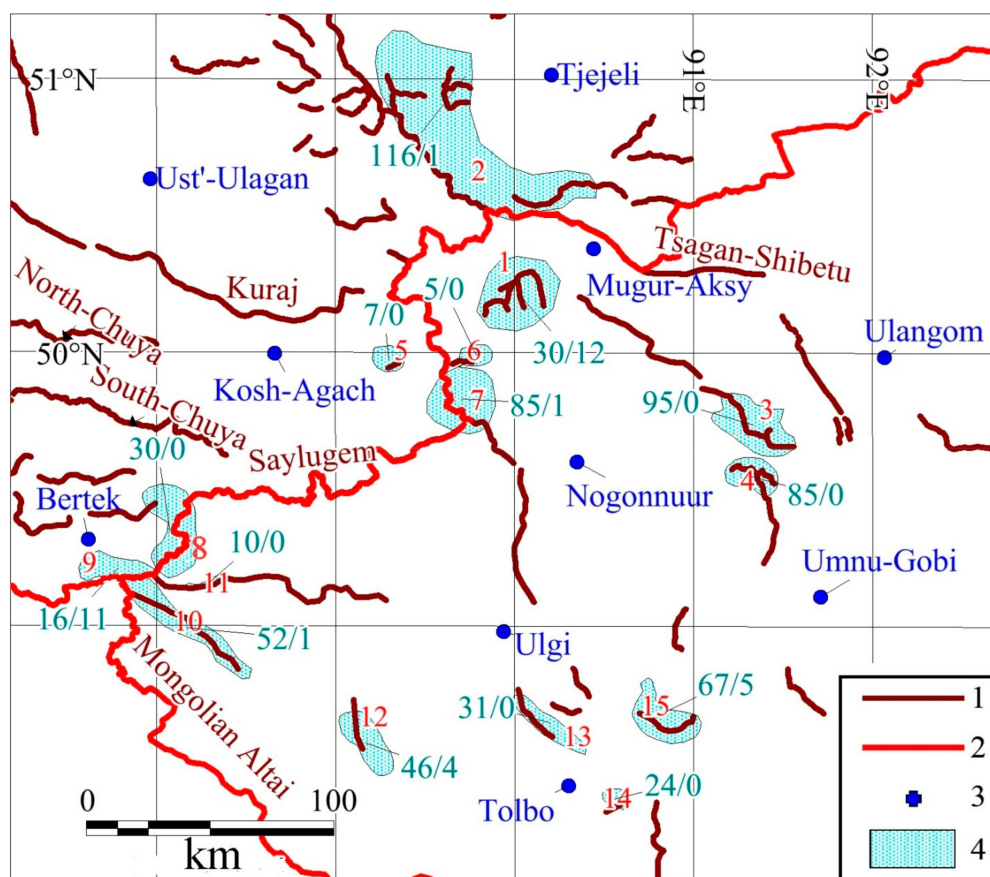 51°N
Tjejeli
91°E
92°E
116/1
2
Ust'-Ulagan
Tsagan-Shibetu
Mugur-Aksy
Kuraj
1
5/0
7/0
North-Chuya
50°N
5
6
30/12
Ulangom
Kosh-Agach
South-Chuya
7
85/1
95/0
3
30/0
Saylugem
Nogonnuur
4
85/0
Bertek
10/0
8
9
11
Umnu-Gobi
16/11
10
52/1
Ulgi
Mongolian Altai
67/5
31/0
15
12
13
46/4
24/0
Tolbo
14
0
100
km
1
2
3
4